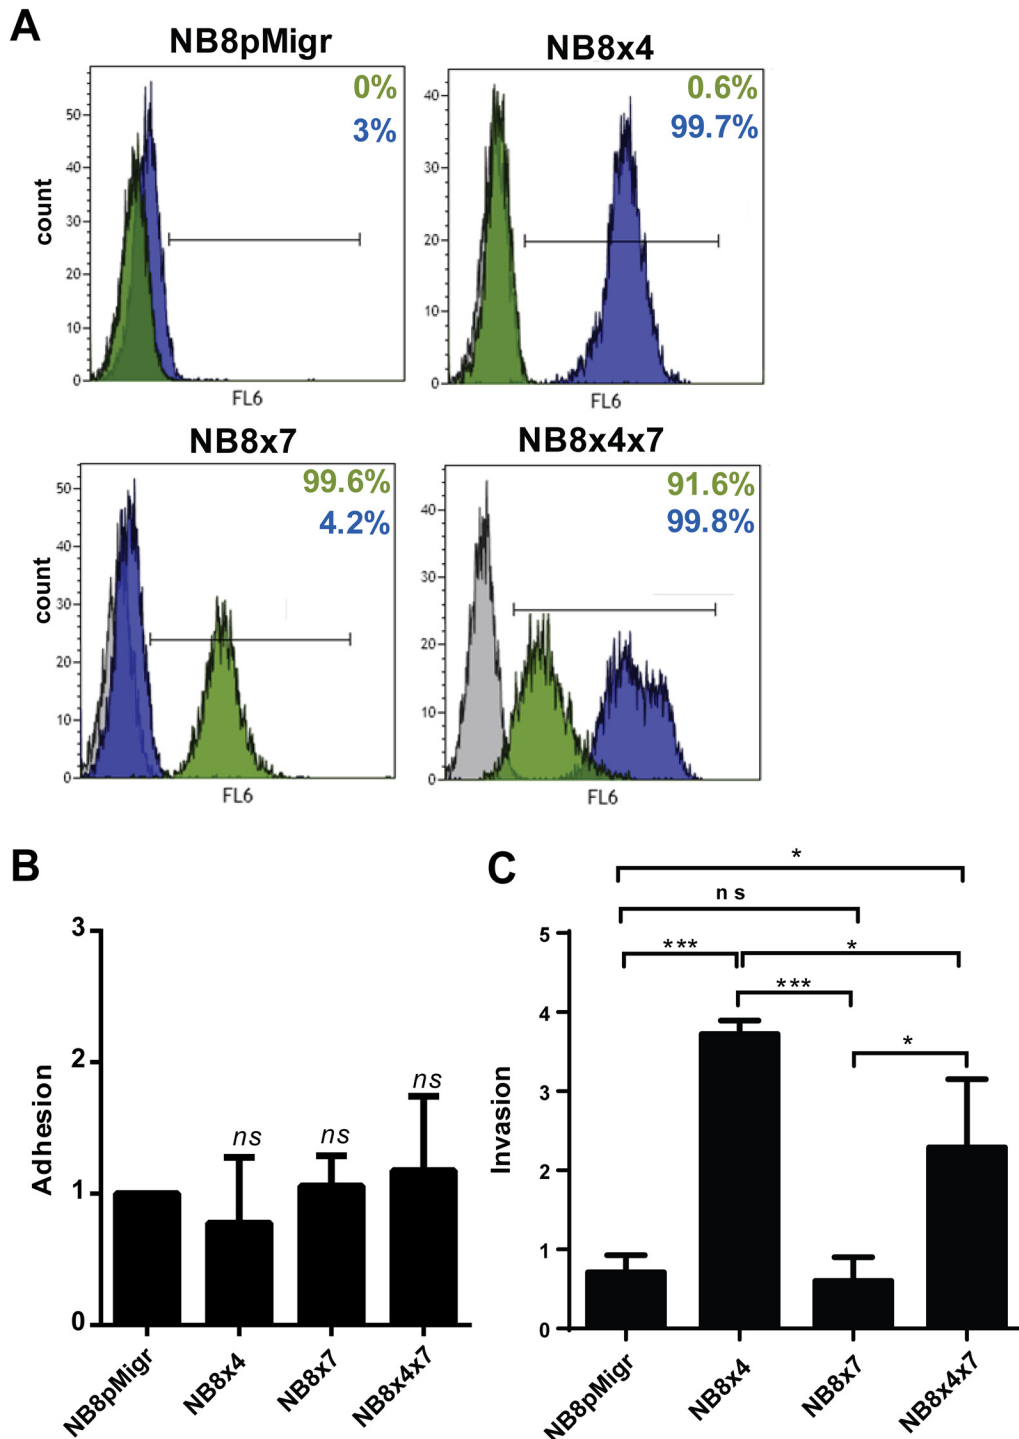 A
NB8pMigr
NB8x4
0%
3%
count
50
40
30
20
10
0
FL6
0.6%
99.7%
40
30
20
10
0
FL6
NB8x7
NB8x4x7
99.6%
4.2%
count
50
40
30
20
10
0
FL6
91.6%
99.8%
40
30
20
10
0
FL6
B
Adhesion
3
2
1
0
ns
ns
ns
NB8pMigr
NB8x4
NB8x7
NB8x4x7
C
*
n s
***
*
***
*
Invasion
5
4
3
2
1
0
NB8pMigr
NB8x4
NB8x7
NB8x4x7